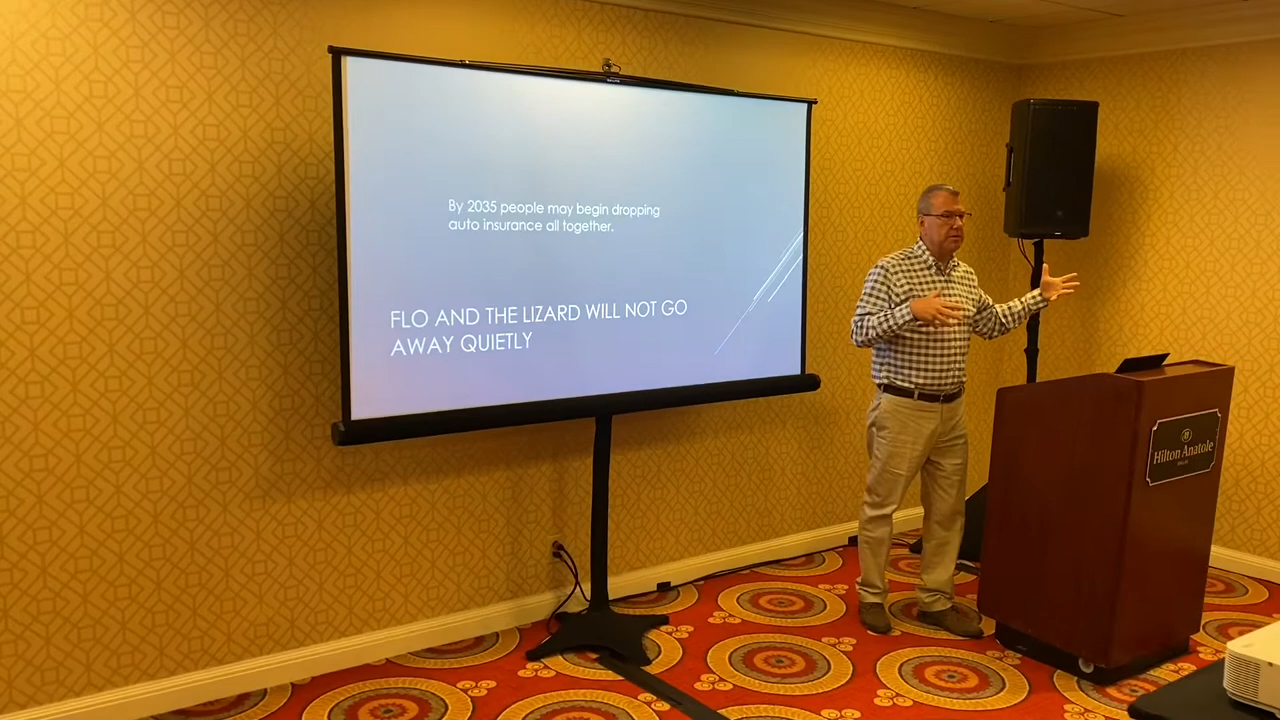 By 2035 people may begin dropping
auto insurance all together.
FLO AND THE LIZARD WILL NOT GO
AWAY QUIETLY
Hilton Anatole